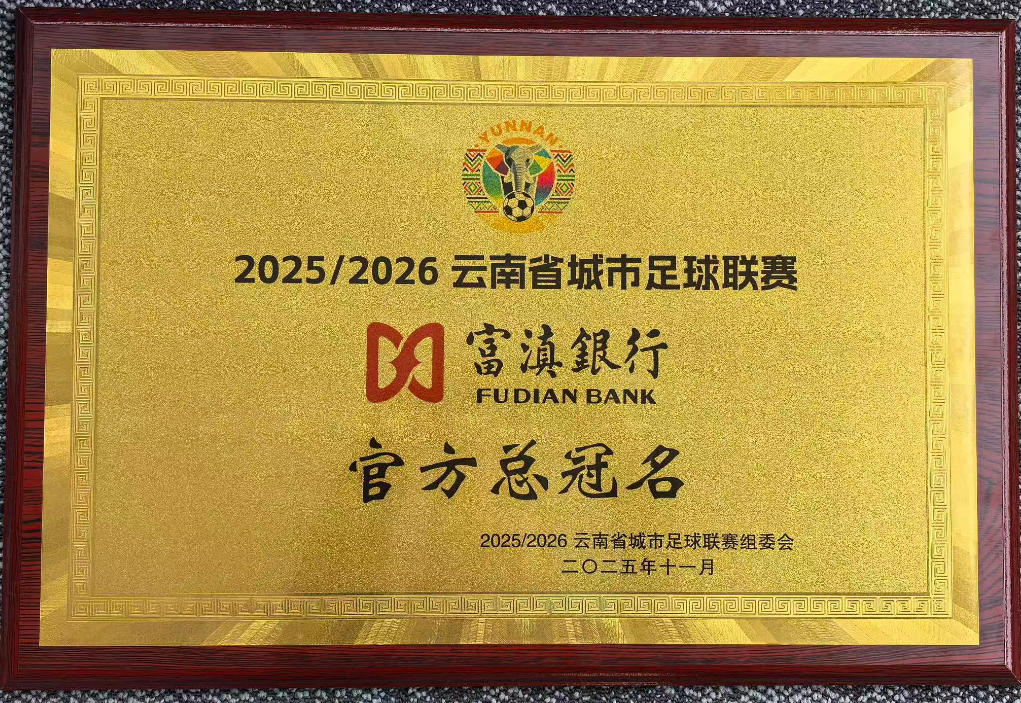 YUNNAN
2025/2026 云南省城市足球联赛
富滇銀行
FUDIAN BANK
官方总冠名
2025/2026 云南省城市足球联赛组委会
二〇二五年十一月